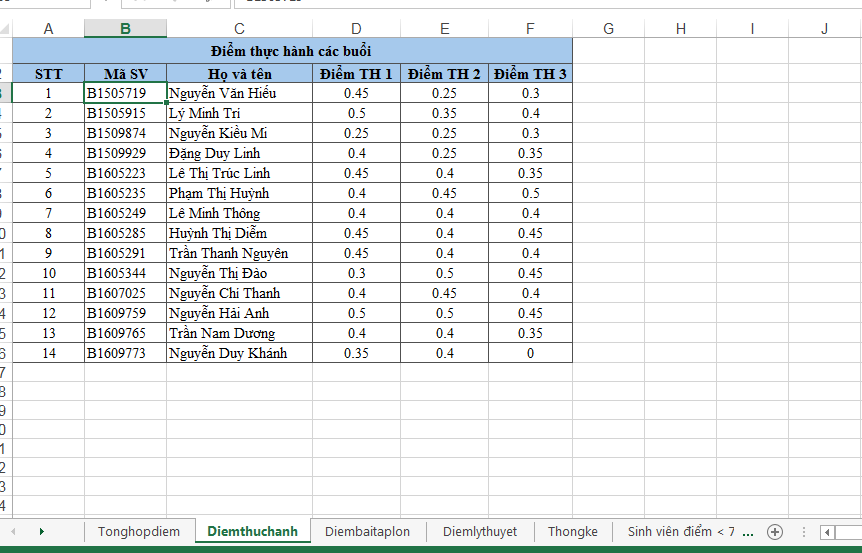 A B C D E F G H I J
Điểm thực hành các buổi
STT Mã SV Họ và tên Điểm TH 1 Điểm TH 2 Điểm TH 3
1 B1505719 Nguyễn Văn Hiếu 0.45 0.25 0.3
2 B1505915 Lý Minh Trí 0.5 0.35 0.4
3 B1509874 Nguyễn Kiều Mi 0.25 0.25 0.3
4 B1509929 Đặng Duy Linh 0.4 0.25 0.35
5 B1605223 Lê Thị Trúc Linh 0.45 0.4 0.35
6 B1605235 Phạm Thị Huỳnh 0.4 0.45 0.5
7 B1605249 Lê Minh Thông 0.4 0.4 0.4
8 B1605285 Huỳnh Thị Diễm 0.45 0.4 0.45
9 B1605291 Trần Thanh Nguyên 0.45 0.4 0.4
10 B1605344 Nguyễn Thị Đào 0.3 0.5 0.45
11 B1607025 Nguyễn Chí Thanh 0.4 0.45 0.4
12 B1609759 Nguyễn Hải Anh 0.5 0.5 0.45
13 B1609765 Trần Nam Dương 0.4 0.4 0.35
14 B1609773 Nguyễn Duy Khánh 0.35 0.4 0
Tonghopdiem Diemthuchanh Diembaitaplon Diemlythuyet Thongke Sinh viên điểm < 7 ...